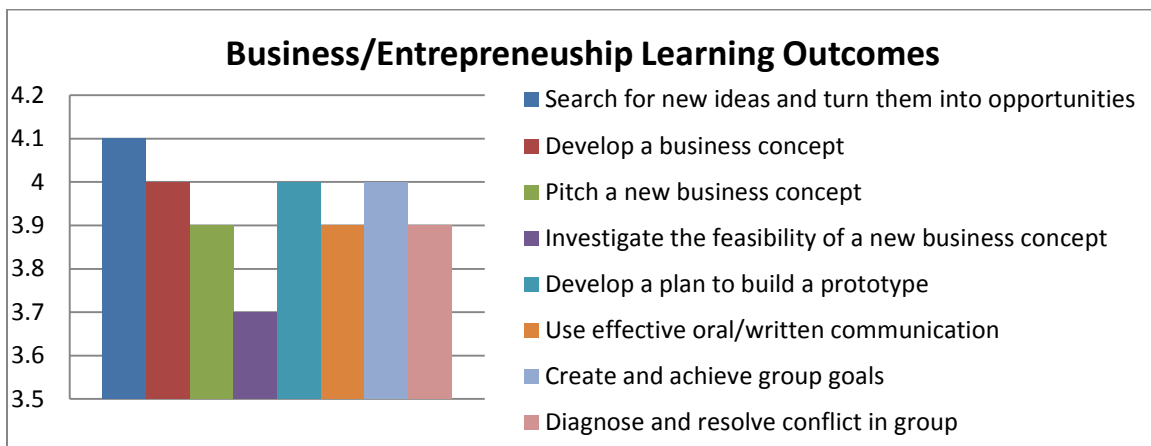 Business/Entrepreneuship Learning Outcomes
4.2
4.1
4
3.9
3.8
3.7
3.6
3.5
Search for new ideas and turn them into opportunities
Develop a business concept
Pitch a new business concept
Investigate the feasibility of a new business concept
Develop a plan to build a prototype
Use effective oral/written communication
Create and achieve group goals
Diagnose and resolve conflict in group